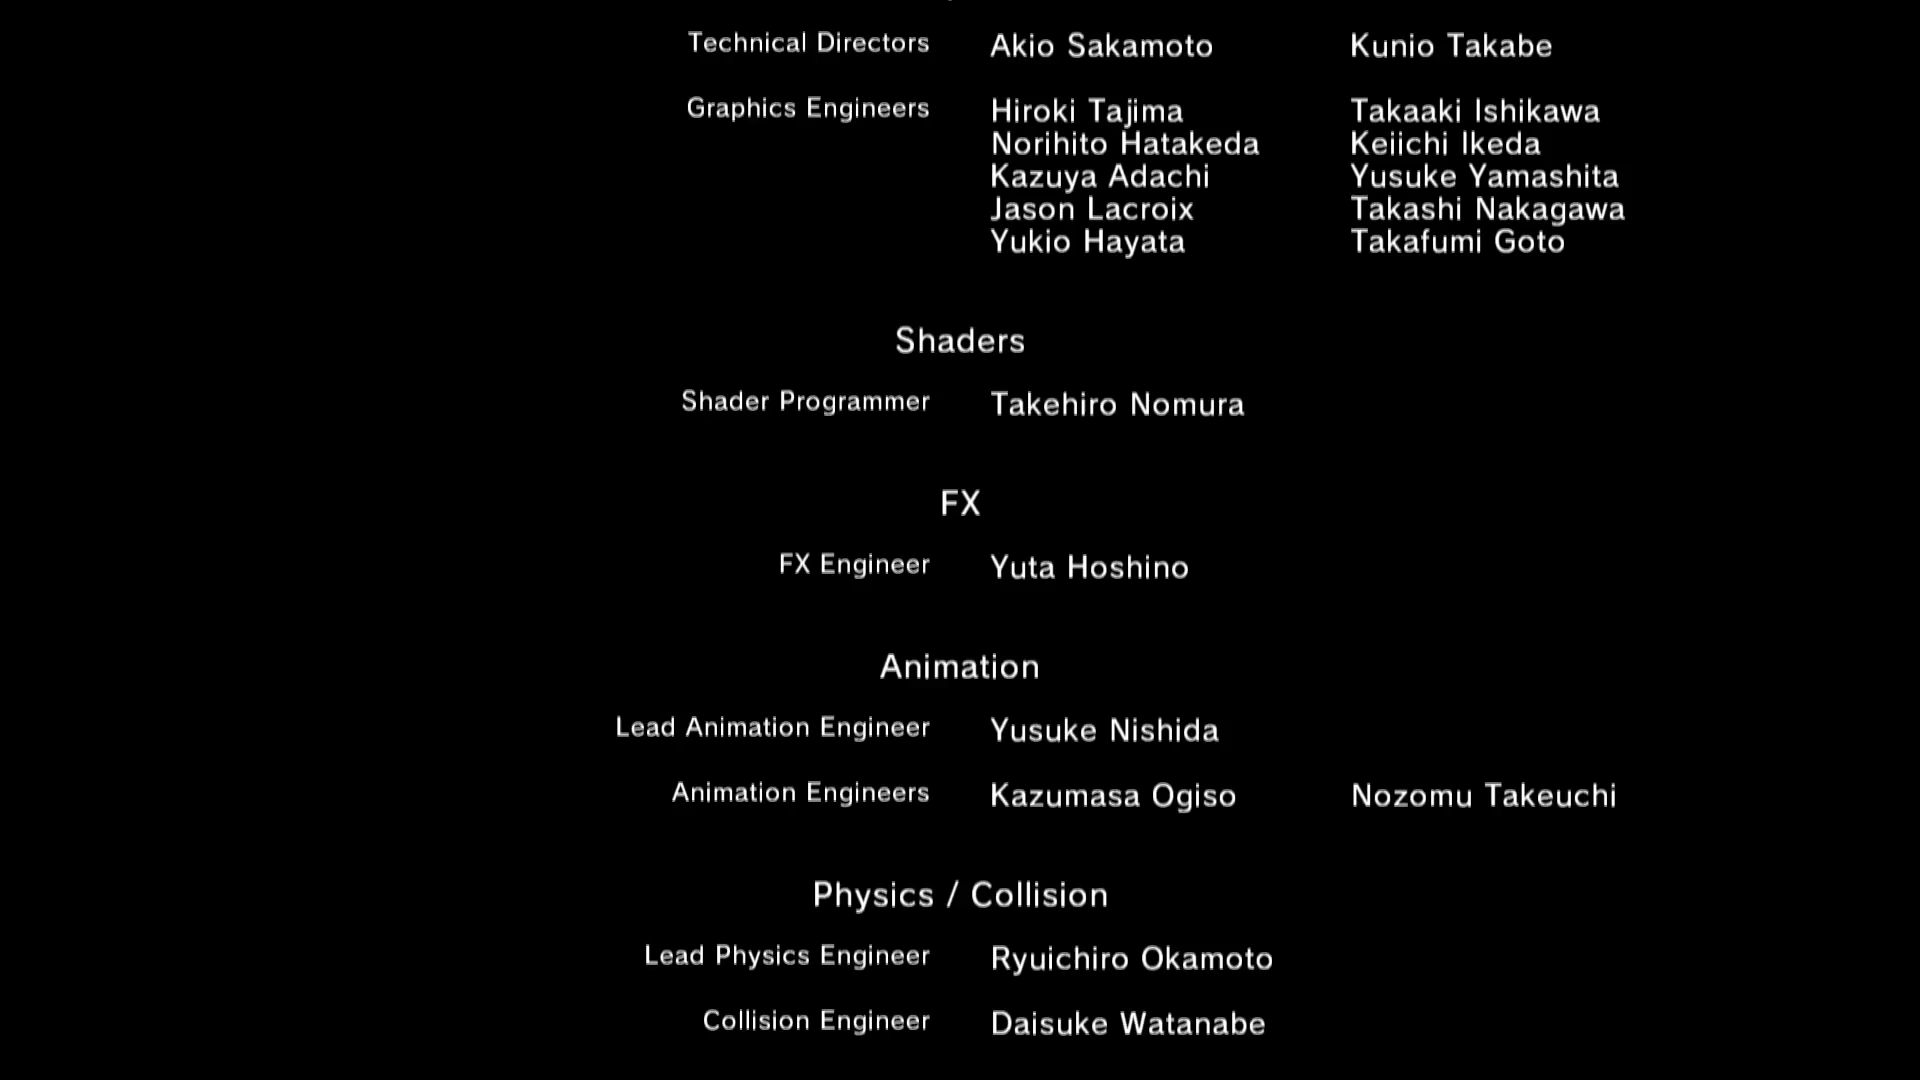 Technical Directors Akio Sakamoto Kunio Takabe
Graphics Engineers Hiroki Tajima Takaaki Ishikawa
Norihito Hatakeda Keiichi Ikeda
Kazuya Adachi Yusuke Yamashita
Jason Lacroix Takashi Nakagawa
Yukio Hayata Takafumi Goto
Shaders
Shader Programmer Takehiro Nomura
FX
FX Engineer Yuta Hoshino
Animation
Lead Animation Engineer Yusuke Nishida
Animation Engineers Kazumasa Ogiso Nozomu Takeuchi
Physics / Collision
Lead Physics Engineer Ryuichiro Okamoto
Collision Engineer Daisuke Watanabe